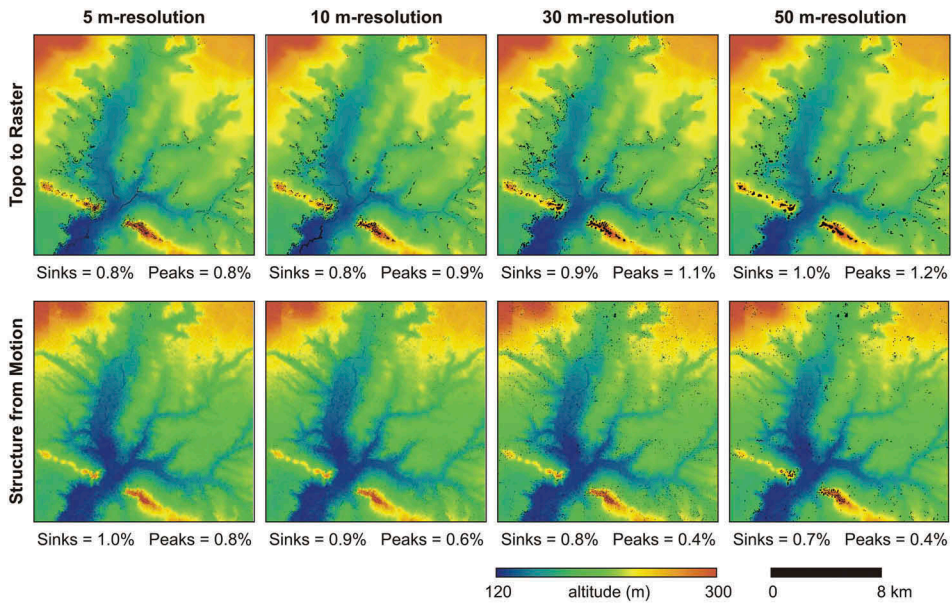 5 m-resolution 10 m-resolution 30 m-resolution 50 m-resolution
Topo to Raster
Sinks = 0.8% Peaks = 0.8% Sinks = 0.8% Peaks = 0.9% Sinks = 0.9% Peaks = 1.1% Sinks = 1.0% Peaks = 1.2%
Structure from Motion
Sinks = 1.0% Peaks = 0.8% Sinks = 0.9% Peaks = 0.6% Sinks = 0.8% Peaks = 0.4% Sinks = 0.7% Peaks = 0.4%
120 altitude (m) 300 0 8 km